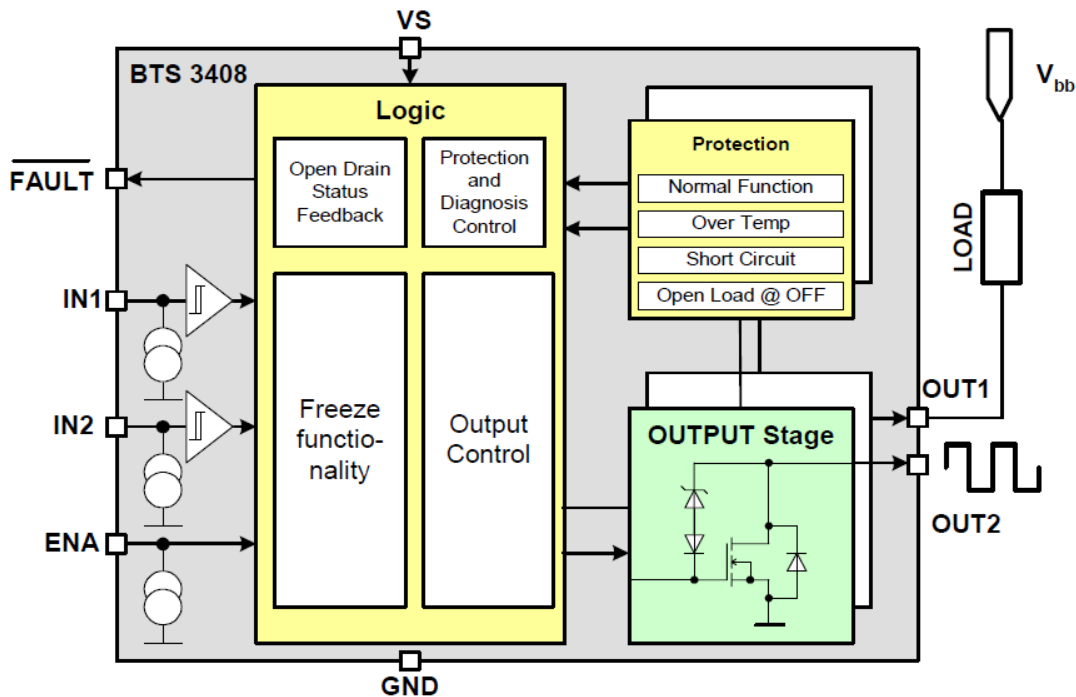 VS
BTS 3408
Logic
V_bb
FAULT
Open Drain
Status
Feedback
Protection
and
Diagnosis
Control
Protection
Normal Function
Over Temp
Short Circuit
Open Load @ OFF
LOAD
IN1
IN2
ENA
Freeze
functio-
nality
Output
Control
OUTPUT Stage
OUT1
OUT2
GND